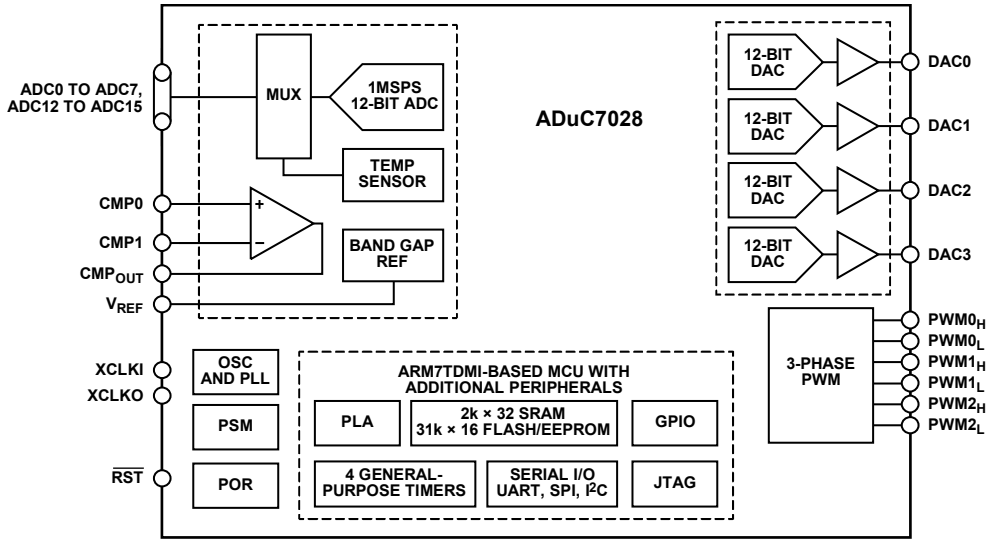 ADC0 TO ADC7,
ADC12 TO ADC15
CMP0
CMP1
CMPOUT
VREF
XCLKI
XCLKO
RST
MUX
1MSPS
12-BIT ADC
TEMP
SENSOR
+
−
BAND GAP
REF
OSC
AND PLL
PSM
POR
ADuC7028
ARM7TDMI-BASED MCU WITH
ADDITIONAL PERIPHERALS
PLA
2k × 32 SRAM
31k × 16 FLASH/EEPROM
GPIO
4 GENERAL-
PURPOSE TIMERS
SERIAL I/O
UART, SPI, I²C
JTAG
12-BIT
DAC
DAC0
12-BIT
DAC
DAC1
12-BIT
DAC
DAC2
12-BIT
DAC
DAC3
3-PHASE
PWM
PWM0H
PWM0L
PWM1H
PWM1L
PWM2H
PWM2L